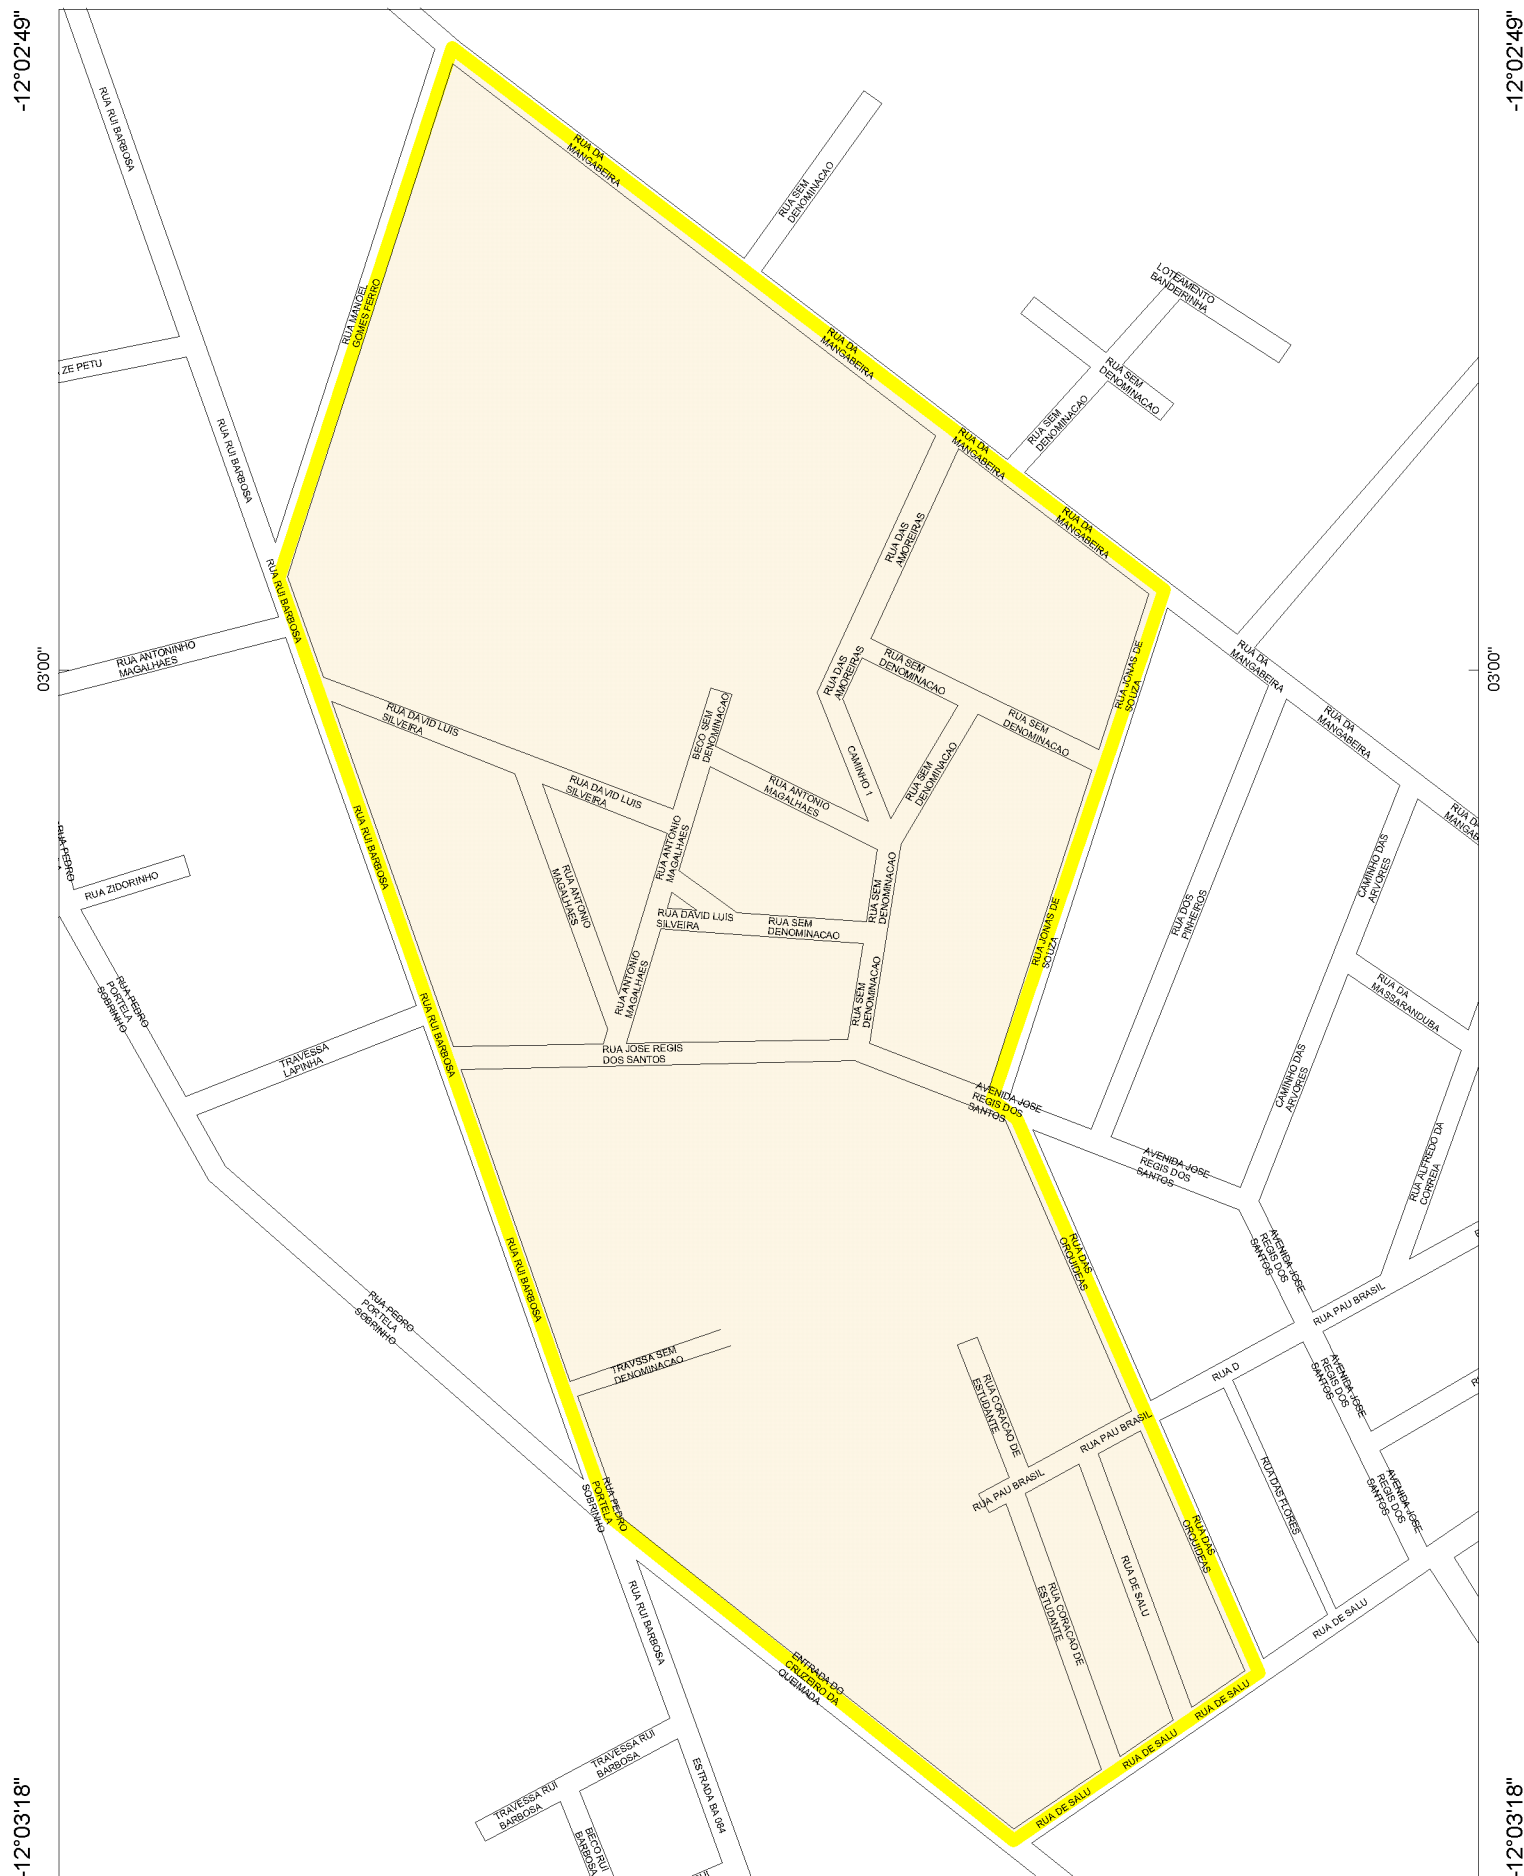 -12°02'49"
-12°02'49"
RUA RUI BARBOSA
RUA DA
MANGABEIRA
RUA SEM
DENOMINACAO
LOTEAMENTO
BANDEIRINHA
RUA MANOEL
GOMES FERRO
RUA DA
MANGABEIRA
ZE PETU
RUA SEM
DENOMINACAO
RUA SEM
DENOMINACAO
RUA RUI BARBOSA
RUA DA
MANGABEIRA
RUA DA
MANGABEIRA
RUA DAS
AMOREIRAS
RUA RUI BARBOSA
RUA ANTONINHO
MAGALHAES
03'00"
03'00"
RUA DAS
AMOREIRAS
RUA SEM
DENOMINACAO
RUA JONAS DE
SOUZA
RUA DA
MANGABEIRA
RUA DAVID LUIS
SILVEIRA
BECO SEM
DENOMINACAO
RUA SEM
DENOMINACAO
RUA DA
MANGABEIRA
CAMINHO 1
RUA SEM
DENOMINACAO
RUA DAVID LUIS
SILVEIRA
RUA ANTONIO
MAGALHAES
RUA DA
MANGAB
RUA RUI BARBOSA
RUA PEDRO
RUA ANTONIO
MAGALHAES
CAMINHO DAS
ARVORES
RUA ZIDORINHO
RUA ANTONIO
MAGALHAES
RUA SEM
DENOMINACAO
RUA DOS
PINHEIROS
RUA DAVID LUIS
SILVEIRA
RUA SEM
DENOMINACAO
RUA JONAS DE
SOUZA
RUA ANTONIO
MAGALHAES
RUA SEM
DENOMINACAO
RUA DA
MASSARANDUBA
RUA PEDRO
PORTELA
SOBRINHO
RUA RUI BARBOSA
TRAVESSA
LAPINHA
RUA JOSE REGIS
DOS SANTOS
AVENIDA JOSE
REGIS DOS
SANTOS
CAMINHO DAS
ARVORES
AVENIDA JOSE
REGIS DOS
SANTOS
RUA ALFREDO DA
CORREIA
RUA RUI BARBOSA
RUA DAS
ORQUIDEAS
AVENIDA JOSE
REGIS DOS
SANTOS
RUA PEDRO
PORTELA
SOBRINHO
RUA PAU BRASIL
TRAVSSA SEM
DENOMINACAO
RUA D
AVENIDA JOSE
REGIS DOS
SANTOS
RUA CORACAO DE
ESTUDANTE
RUA PAU BRASIL
RUA PAU BRASIL
RUA PEDRO
PORTELA
SOBRINHO
RUA DAS FLORES
AVENIDA JOSE
REGIS DOS
SANTOS
RUA DAS
ORQUIDEAS
RUA RUI BARBOSA
RUA CORACAO DE
ESTUDANTE
RUA DE SALU
RUA DE SALU
ENTRADA DO
CRUZEIRO DA
QUEIMADA
RUA DE SALU
RUA DE SALU
RUA DE SALU
TRAVESSA RUI
BARBOSA
TRAVESSA RUI
BARBOSA
ESTRADA BA 084
BECO RUI
BARBOSA
-12°03'18"
-12°03'18"